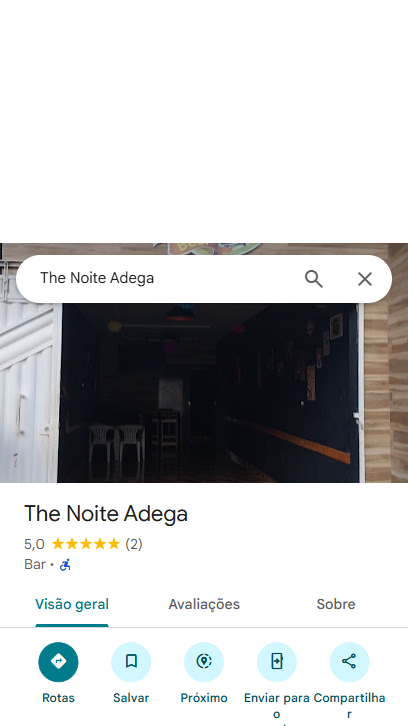 The Noite Adega
The Noite Adega
5,0 (2)
Bar ·
Visão geral
Avaliações
Sobre
Rotas
Salvar
Próximo
Enviar para
o
Compartilha
r